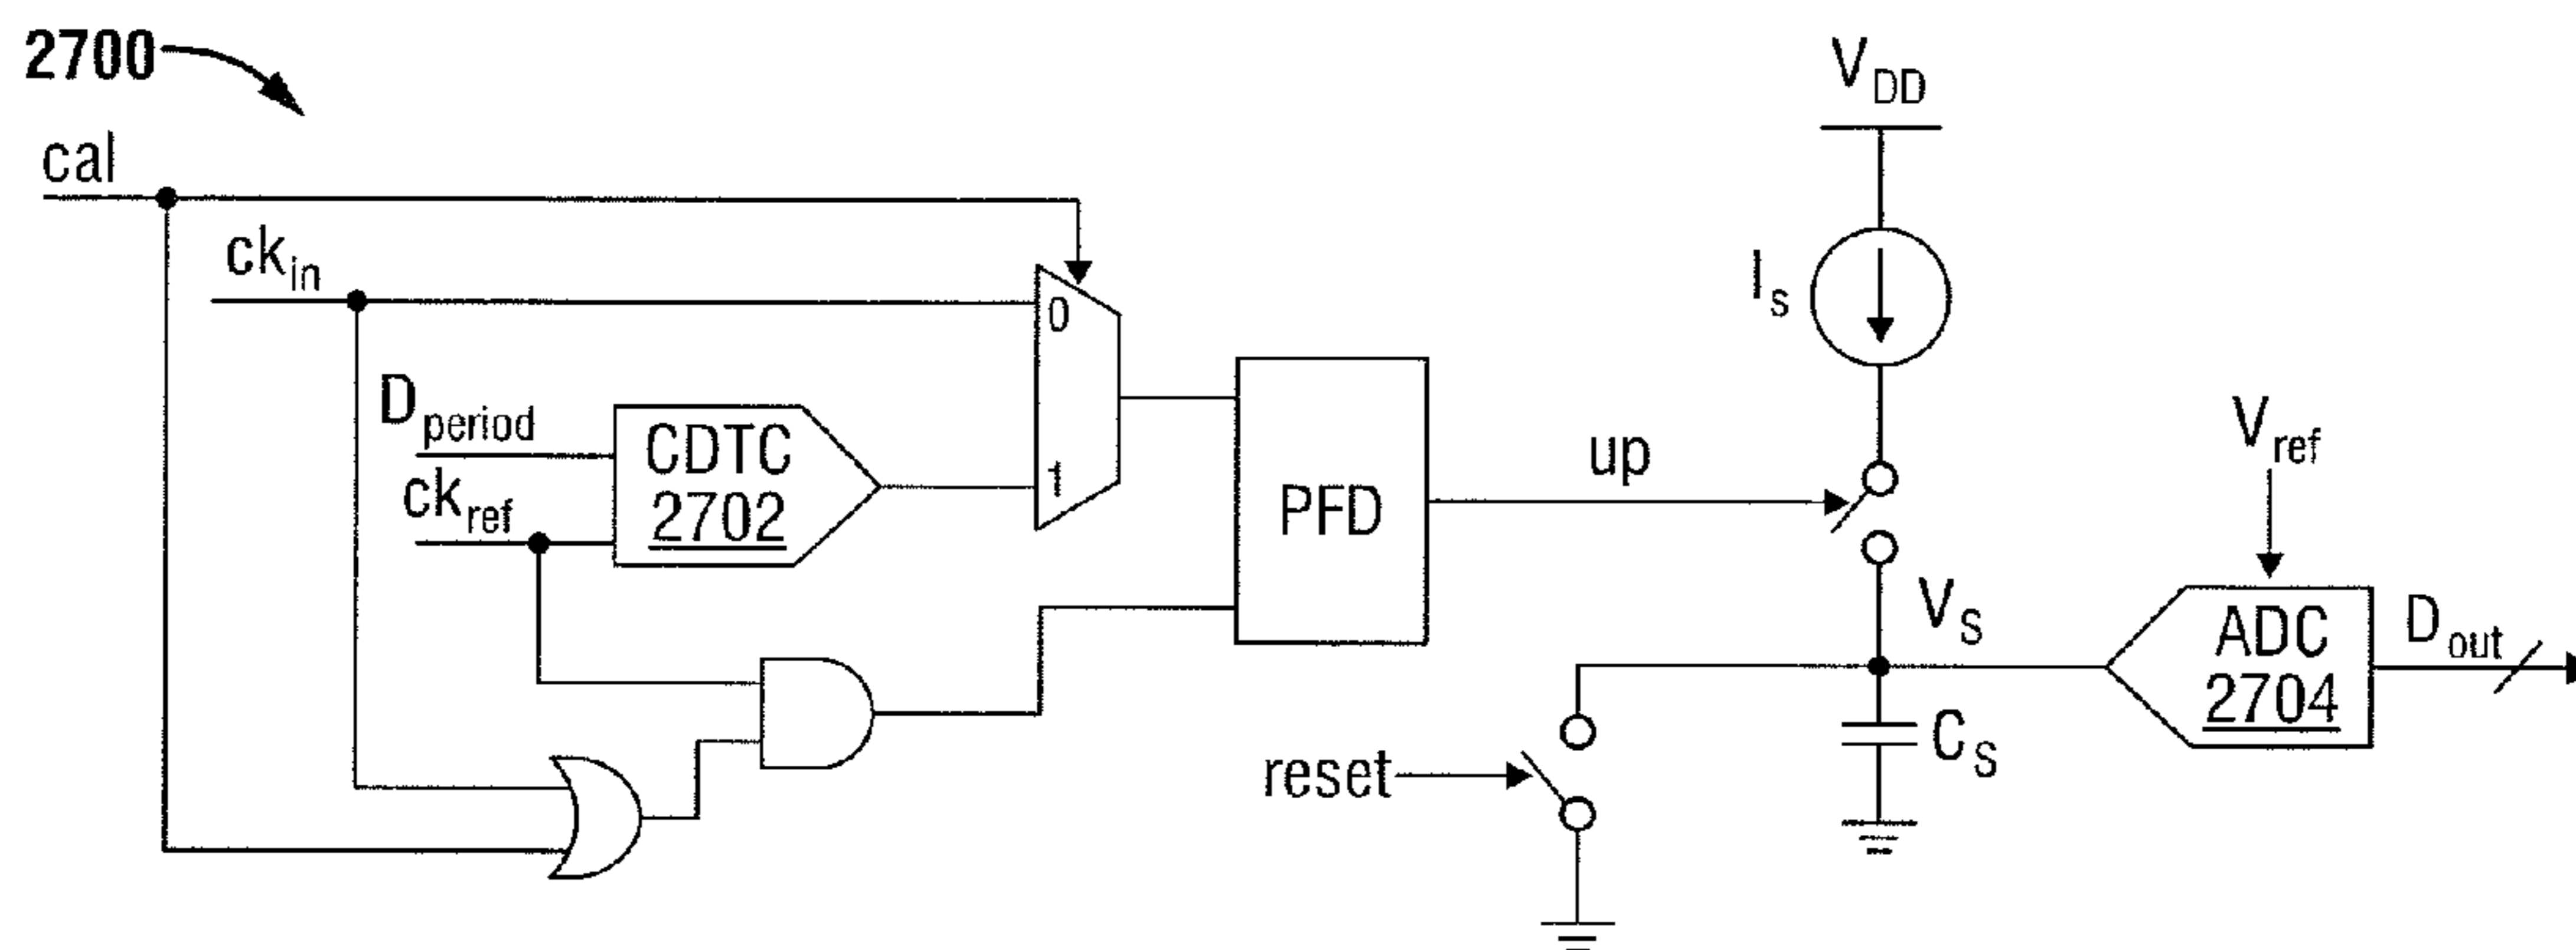 2700
cal
ck_in
D_period
ck_ref
CDTC
2702
0
1
PFD
up
V_DD
I_s
V_S
C_S
reset
V_ref
ADC
2704
D_out